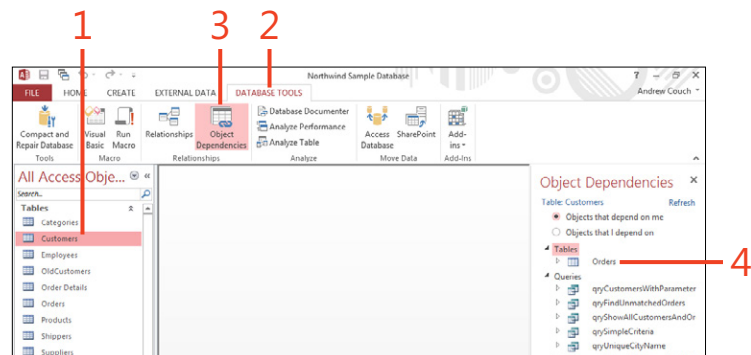 1 3 2
Northwind Sample Database
FILE HOME CREATE EXTERNAL DATA DATABASE TOOLS Andrew Couch
Compact and Repair Database
Visual Basic
Run Macro
Relationships
Object Dependencies
Database Documenter
Analyze Performance
Analyze Table
Access Database
SharePoint
Add-ins
Tools Macro Relationships Analyze Move Data Add-Ins
All Access Obje...
Search..
Tables
Categories
Customers
Employees
OldCustomers
Order Details
Orders
Products
Shippers
Suppliers
Object Dependencies
Table: Customers Refresh
Objects that depend on me
Objects that I depend on
Tables
Orders
4
Queries
qryCustomersWithParameter
qryFindUnmatchedOrders
qryShowAllCustomersAndOr
qrySimpleCriteria
qryUniqueCityName